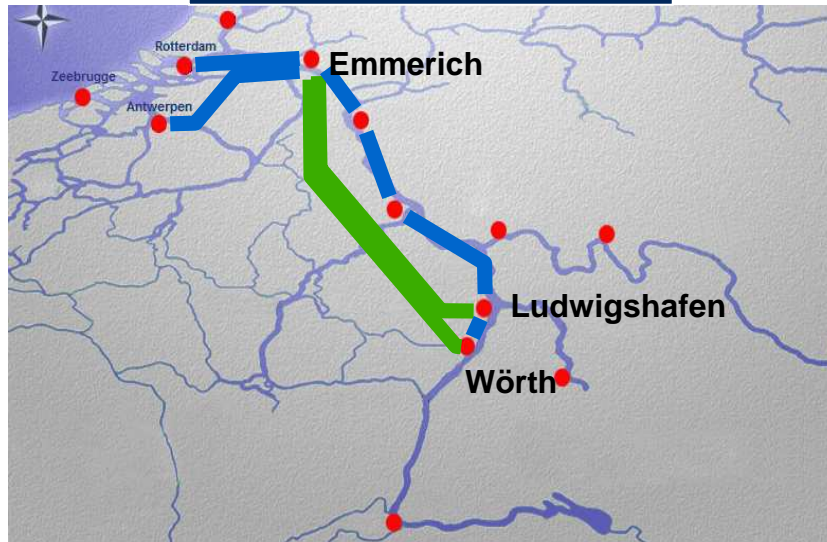 Rotterdam
Emmerich
Zeebrugge
Antwerpen
Ludwigshafen
Wörth